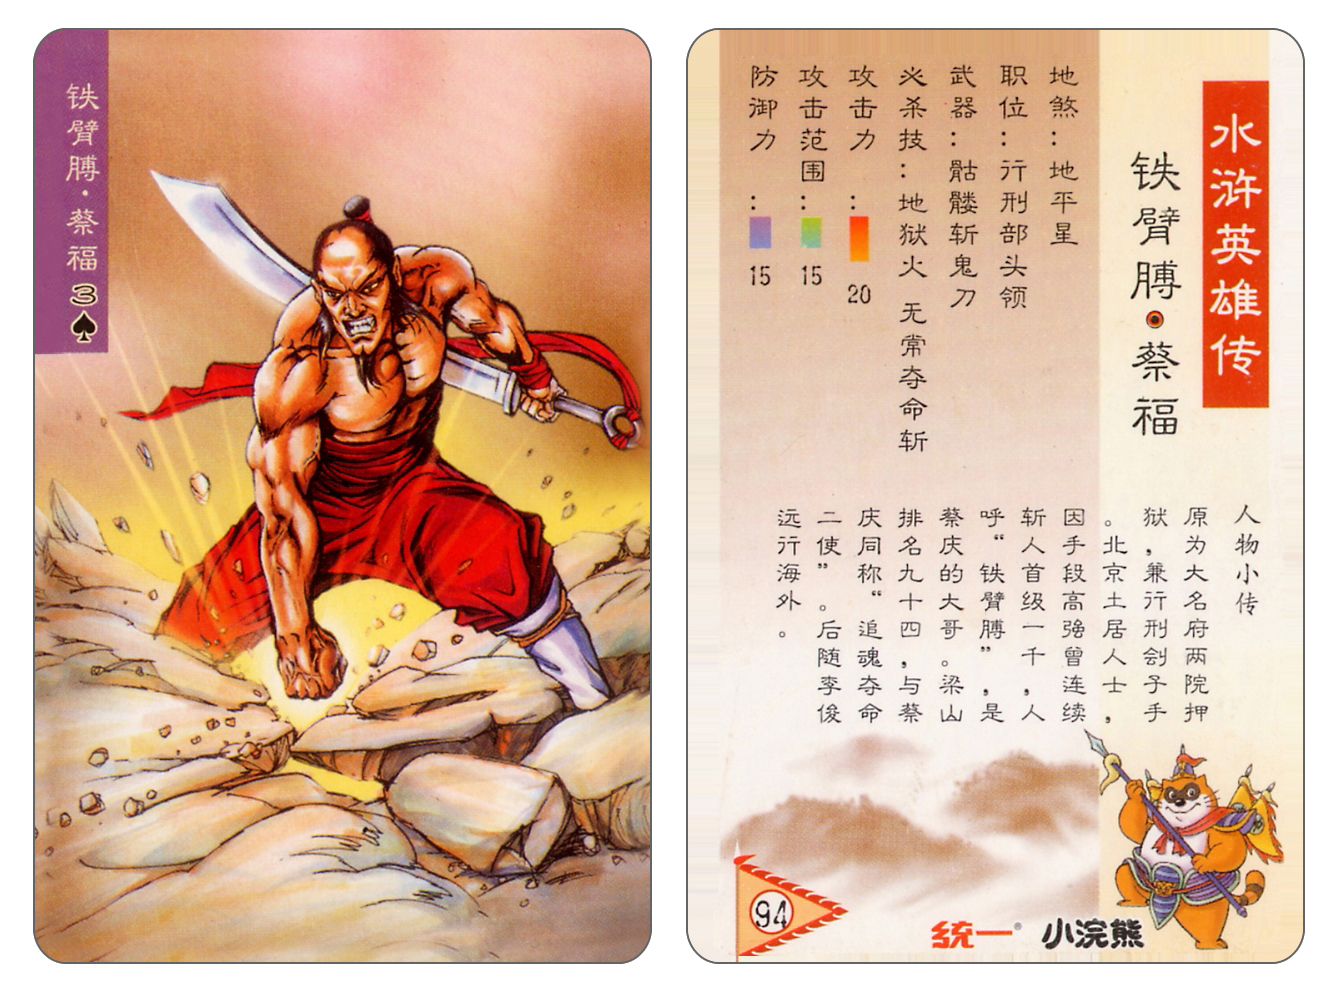 铁臂膊·蔡福
3♠
水浒英雄传
铁臂膊·蔡福
地煞：地平星
职位：行刑部头领
武器：骷髅斩鬼刀
必杀技：地狱火 无常夺命斩
攻击力：20
攻击范围：15
防御力：15
人物小传
原为大名府两院押
狱，兼行刑刽子手
。北京土居人士，
因手段高强曾连续
斩人首级一千，人
呼“铁臂膊”，是
蔡庆的大哥。梁山
排名九十四，与蔡
庆同称“追魂夺命
二使”。后随李俊
远行海外。
94
统一® 小浣熊